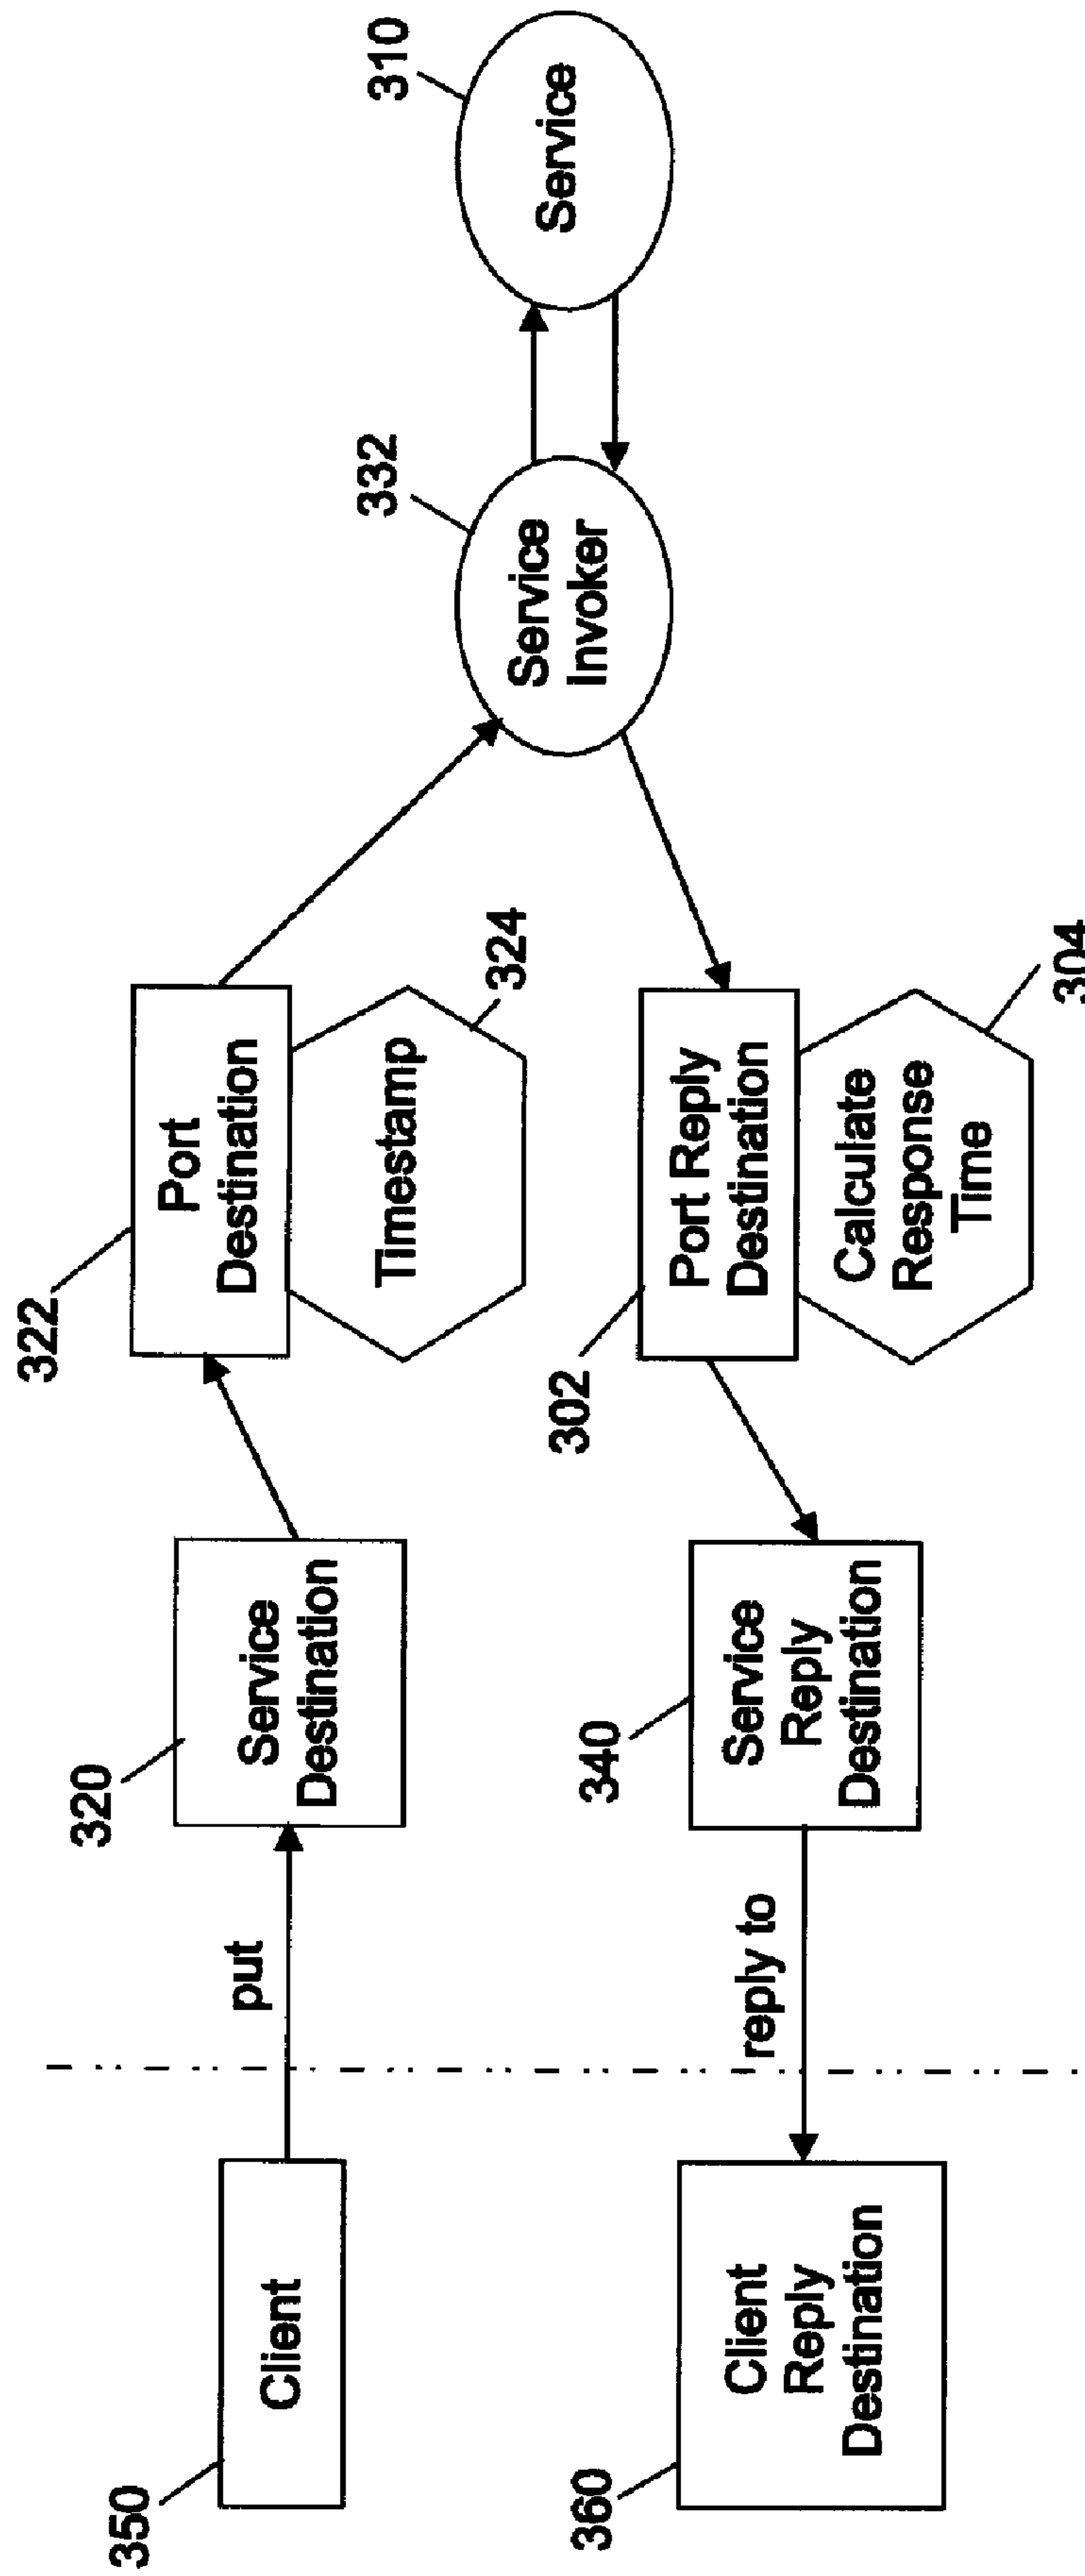 350
Client
put
320
Service
Destination
322
Port
Destination
Timestamp
324
332
Service
Invoker
310
Service
360
Client
Reply
Destination
reply to
340
Service
Reply
Destination
302
Port Reply
Destination
Calculate
Response
Time
304